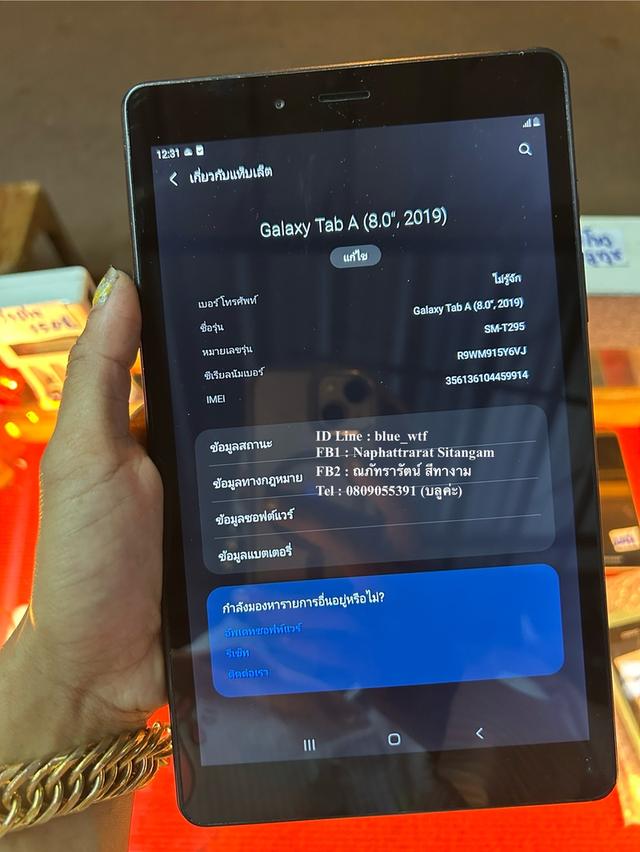 12:31
เกี่ยวกับแท็บเล็ต
Galaxy Tab A (8.0", 2019)
แก้ไข
เบอร์โทรศัพท์ ไม่รู้จัก
ชื่อรุ่น Galaxy Tab A (8.0", 2019)
หมายเลขรุ่น SM-T295
ซีเรียลนัมเบอร์ R9WM915Y6VJ
IMEI 356136104459914
ข้อมูลสถานะ
ข้อมูลทางกฎหมาย
ข้อมูลซอฟต์แวร์
ข้อมูลแบตเตอรี่
ID Line : blue_wtf
FB1 : Naphattrarat Sitangam
FB2 : ณภัทรารัตน์ สีทางาม
Tel : 0809055391 (บลูค่ะ)
กำลังมองหารายการอื่นอยู่หรือไม่?
อัพเดทซอฟท์แวร์
รีเซ็ท
ติดต่อเรา